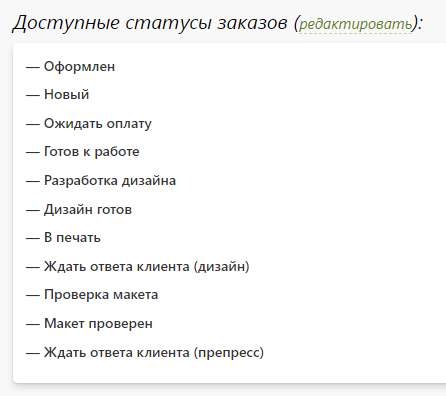 Доступные статусы заказов (редактировать):
— Оформлен
— Новый
— Ожидать оплату
— Готов к работе
— Разработка дизайна
— Дизайн готов
— В печать
— Ждать ответа клиента (дизайн)
— Проверка макета
— Макет проверен
— Ждать ответа клиента (препресс)